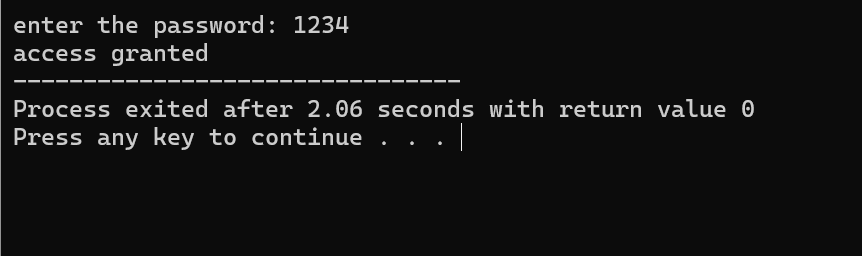 enter the password: 1234
access granted
--------------------------------
Process exited after 2.06 seconds with return value 0
Press any key to continue . . .